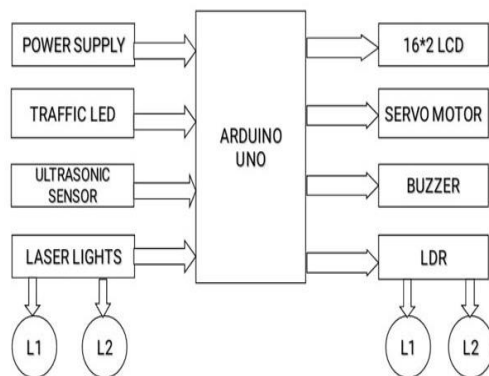 POWER SUPPLY
TRAFFIC LED
ULTRASONIC
SENSOR
LASER LIGHTS
L1
L2
ARDUINO
UNO
16*2 LCD
SERVO MOTOR
BUZZER
LDR
L1
L2